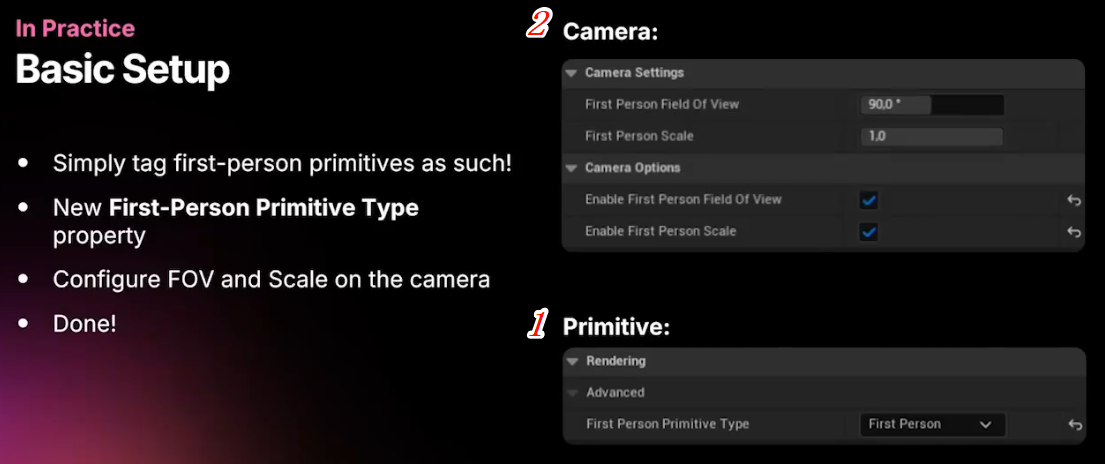 In Practice
Basic Setup
• Simply tag first-person primitives as such!
• New First-Person Primitive Type
property
• Configure FOV and Scale on the camera
• Done!
2 Camera:
Camera Settings
First Person Field Of View 90,0 °
First Person Scale 1,0
Camera Options
Enable First Person Field Of View
Enable First Person Scale
1 Primitive:
Rendering
Advanced
First Person Primitive Type First Person